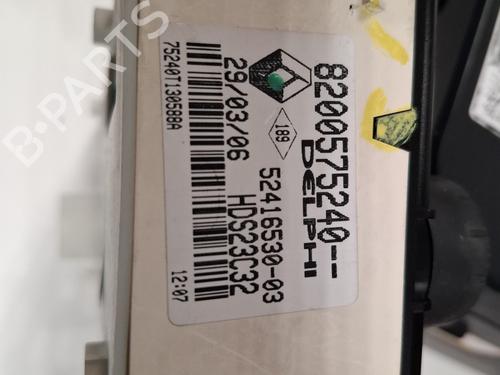 8200575240--
DELPHI
189
52416530-03
29/03/06
HDS23C32
75240T130588A
12:07
B-PARTS